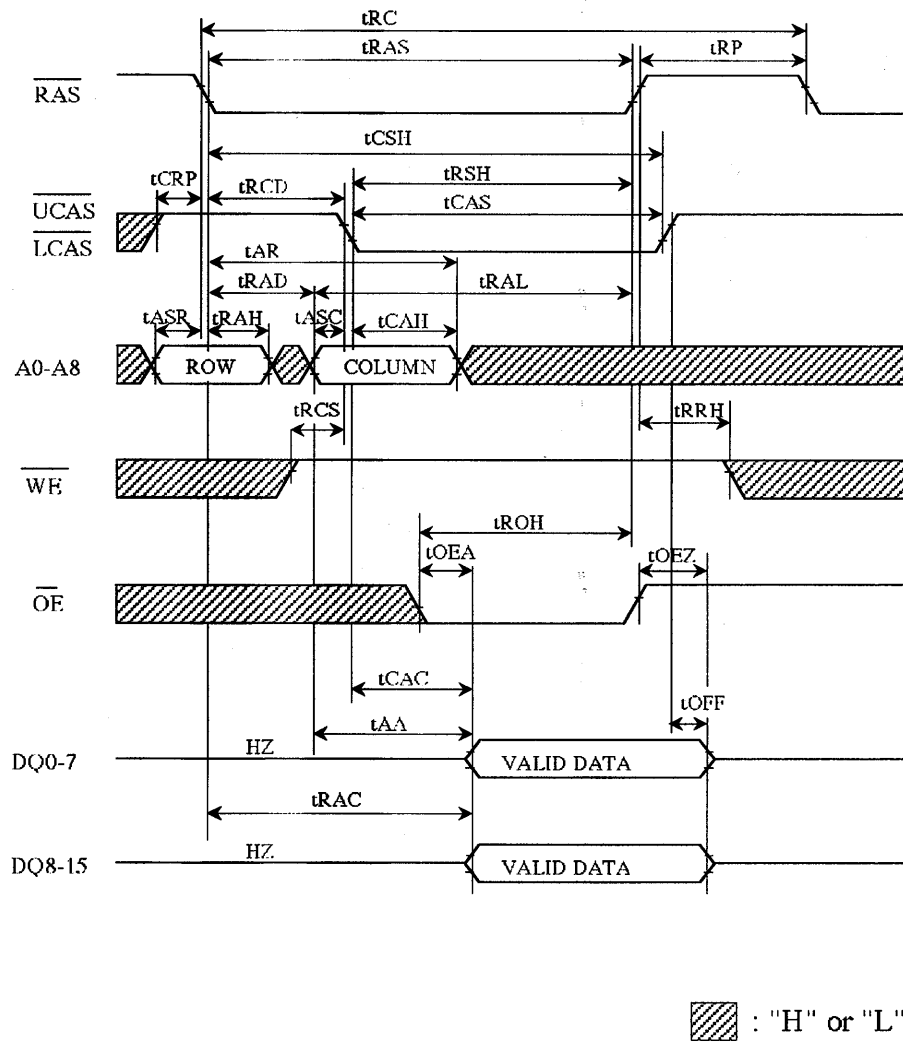 tRC
tRAS
tRP
RAS
tCSH
tCRP
tRCD
tRSH
UCAS
tCAS
LCAS
tAR
tRAD
tRAL
tASR
tRAH
tASC
tCAH
A0-A8
ROW
COLUMN
tRCS
tRRH
WE
tROH
tOEA
tOEZ
OE
tCAC
tOFF
tAA
DQ0-7
HZ
VALID DATA
tRAC
DQ8-15
HZ
VALID DATA
: "H" or "L"